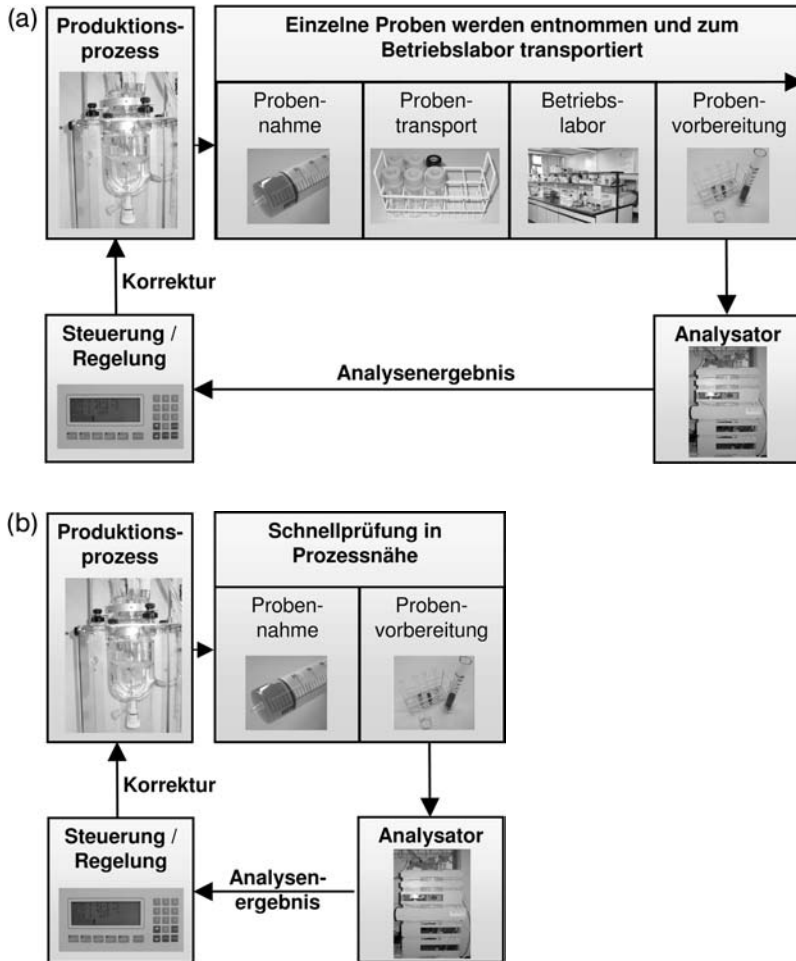 (a)
Produktions-
prozess
Einzelne Proben werden entnommen und zum
Betriebslabor transportiert
Proben-
nahme
Proben-
transport
Betriebs-
labor
Proben-
vorbereitung
Korrektur
Steuerung /
Regelung
Analysenergebnis
Analysator
(b)
Produktions-
prozess
Schnellprüfung in
Prozessnähe
Proben-
nahme
Proben-
vorbereitung
Korrektur
Steuerung /
Regelung
Analysen-
ergebnis
Analysator